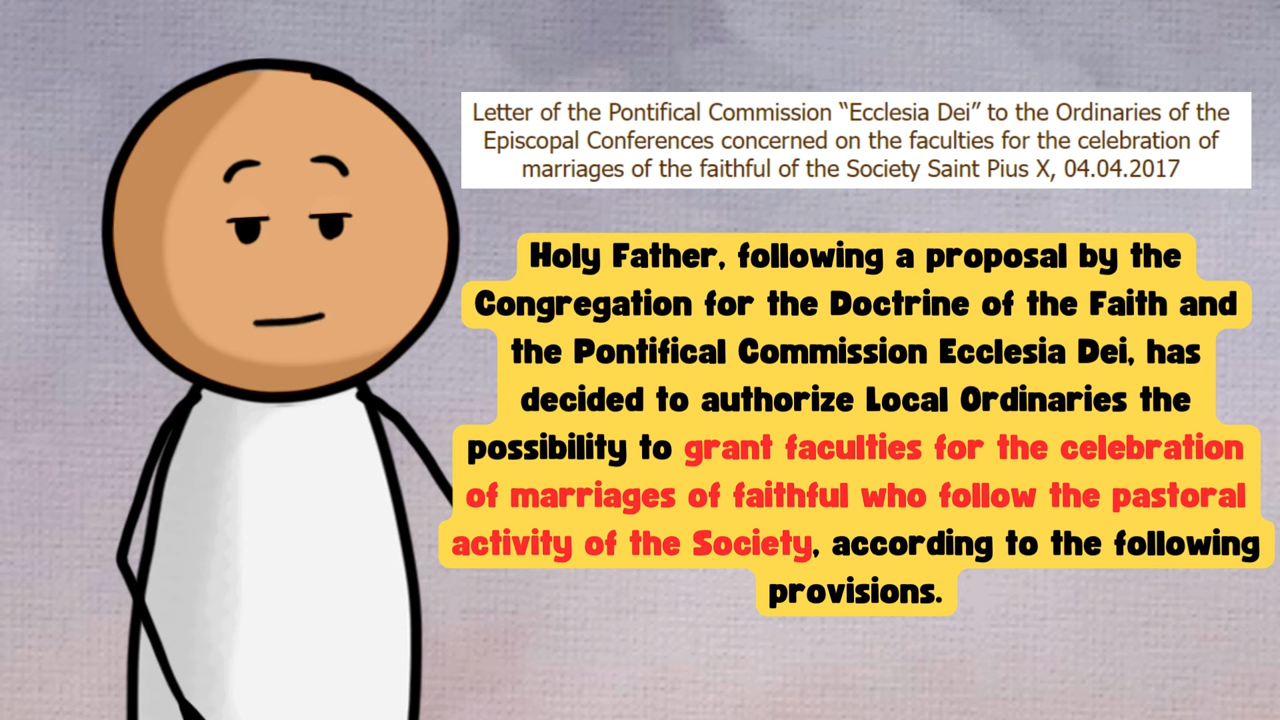 Letter of the Pontifical Commission “Ecclesia Dei” to the Ordinaries of the
Episcopal Conferences concerned on the faculties for the celebration of
marriages of the faithful of the Society Saint Pius X, 04.04.2017
Holy Father, following a proposal by the
Congregation for the Doctrine of the Faith and
the Pontifical Commission Ecclesia Dei, has
decided to authorize Local Ordinaries the
possibility to grant faculties for the celebration
of marriages of faithful who follow the pastoral
activity of the Society, according to the following
provisions.